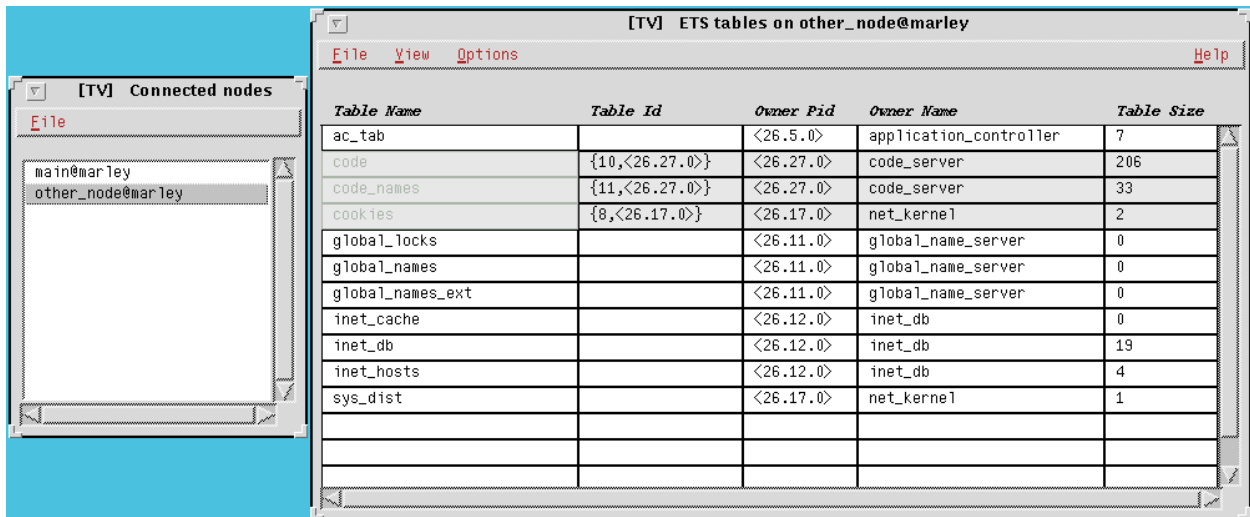 [TV] Connected nodes
File
main@marley
other_node@marley
[TV] ETS tables on other_node@marley
File View Options Help
Table Name Table Id Owner Pid Owner Name Table Size
ac_tab <26.5.0> application_controller 7
code {10,<26.27.0>} <26.27.0> code_server 206
code_names {11,<26.27.0>} <26.27.0> code_server 33
cookies {8,<26.17.0>} <26.17.0> net_kernel 2
global_locks <26.11.0> global_name_server 0
global_names <26.11.0> global_name_server 0
global_names_ext <26.11.0> global_name_server 0
inet_cache <26.12.0> inet_db 0
inet_db <26.12.0> inet_db 19
inet_hosts <26.12.0> inet_db 4
sys_dist <26.17.0> net_kernel 1